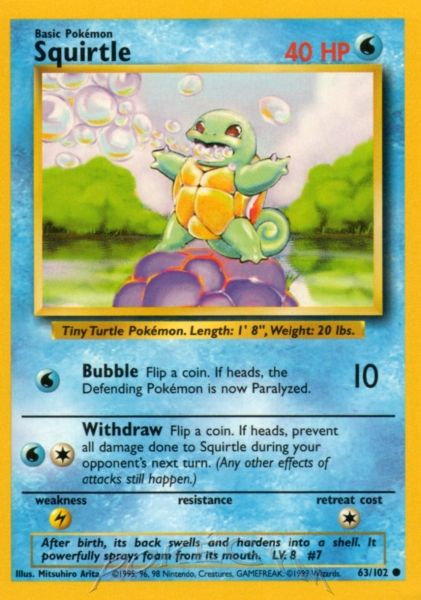 Basic Pokémon
Squirtle 40 HP
Tiny Turtle Pokémon. Length: 1' 8", Weight: 20 lbs.
Bubble Flip a coin. If heads, the
Defending Pokémon is now Paralyzed.
10
Withdraw Flip a coin. If heads, prevent
all damage done to Squirtle during your
opponent's next turn. (Any other effects of
attacks still happen.)
weakness resistance retreat cost
After birth, its back swells and hardens into a shell. It
powerfully sprays foam from its mouth. LV. 8 #7
Illus. Mitsuhiro Arita ©1995, 96, 98 Nintendo, Creatures, GAMEFREAK. ©1999 Wizards. 63/102